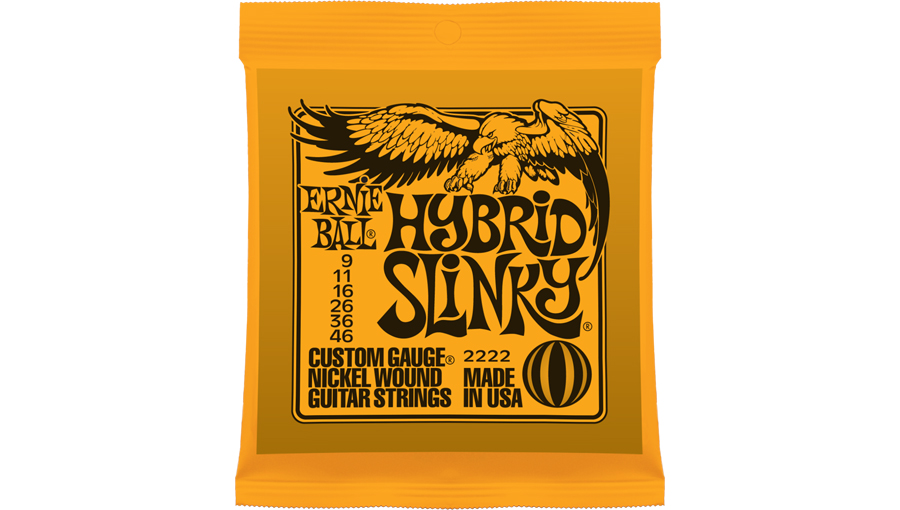 ERNiE
BALL®
HYBRiD
SLiNKY®
9
11
16
26
36
46
CUSTOM GAUGE® 2222
NICKEL WOUND
GUITAR STRINGS
MADE
IN USA